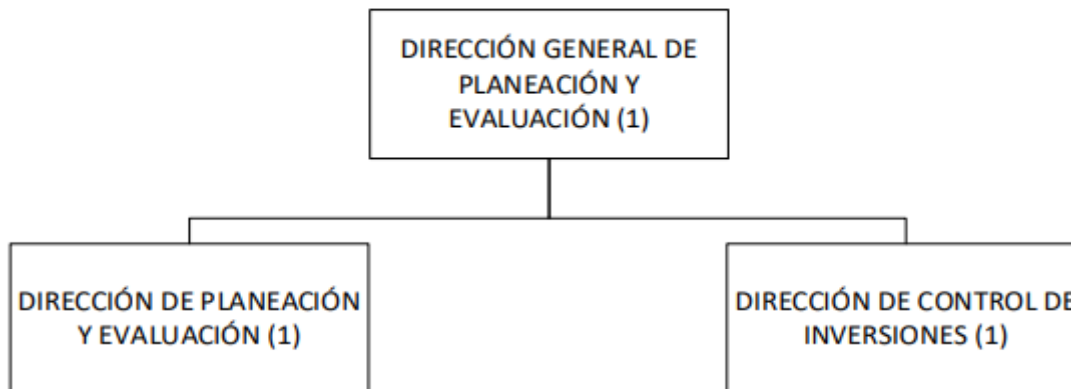 DIRECCIÓN GENERAL DE
PLANEACIÓN Y
EVALUACIÓN (1)
DIRECCIÓN DE PLANEACIÓN
Y EVALUACIÓN (1)
DIRECCIÓN DE CONTROL DE
INVERSIONES (1)